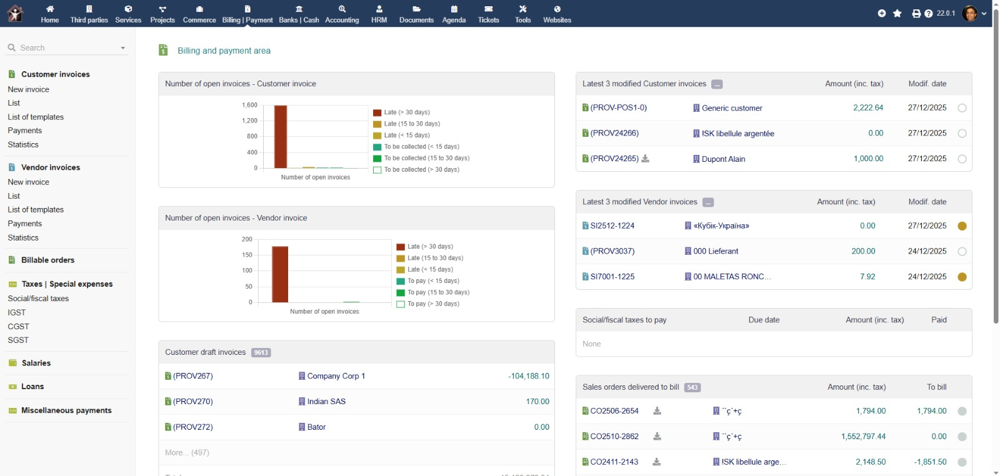 Home Third parties Services Projects Commerce Billing | Payment Banks | Cash Accounting HRM Documents Agenda Tickets Tools Websites 22.0.1
Search
Customer invoices
New invoice
List
List of templates
Payments
Statistics
Vendor invoices
New invoice
List
List of templates
Payments
Statistics
Billable orders
Taxes | Special expenses
Social/fiscal taxes
IGST
CGST
SGST
Salaries
Loans
Miscellaneous payments
Billing and payment area
Number of open invoices - Customer invoice
1,600
1,200
800
400
0
Number of open invoices
Late (> 30 days)
Late (15 to 30 days)
Late (< 15 days)
To be collected (< 15 days)
To be collected (15 to 30 days)
To be collected (> 30 days)
Number of open invoices - Vendor invoice
200
150
100
50
0
Number of open invoices
Late (> 30 days)
Late (15 to 30 days)
Late (< 15 days)
To pay (< 15 days)
To pay (15 to 30 days)
To pay (> 30 days)
Customer draft invoices 9613
(PROV267) Company Corp 1 -104,188.10
(PROV270) Indian SAS 170.00
(PROV272) Bator 0.00
More... (497)
Latest 3 modified Customer invoices ... Amount (inc. tax) Modif. date
(PROV-POS1-0) Generic customer 2,222.64 27/12/2025
(PROV24266) !SK libellule argentée 0.00 27/12/2025
(PROV24265) Dupont Alain 1,000.00 27/12/2025
Latest 3 modified Vendor invoices ... Amount (inc. tax) Modif. date
SI2512-1224 «Кубік-Україна» 0.00 27/12/2025
(PROV3037) 000 Lieferant 200.00 24/12/2025
SI7001-1225 00 MALETAS RONC... 7.92 24/12/2025
Social/fiscal taxes to pay Due date Amount (inc. tax) Paid
None
Sales orders delivered to bill 543 Amount (inc. tax) To bill
CO2506-2654 ¨ç´+ç 1,794.00 1,794.00
CO2510-2862 ¨ç´+ç 1,552,797.44 0.00
CO2411-2143 !SK libellule arge... 2,148.50 -1,851.50